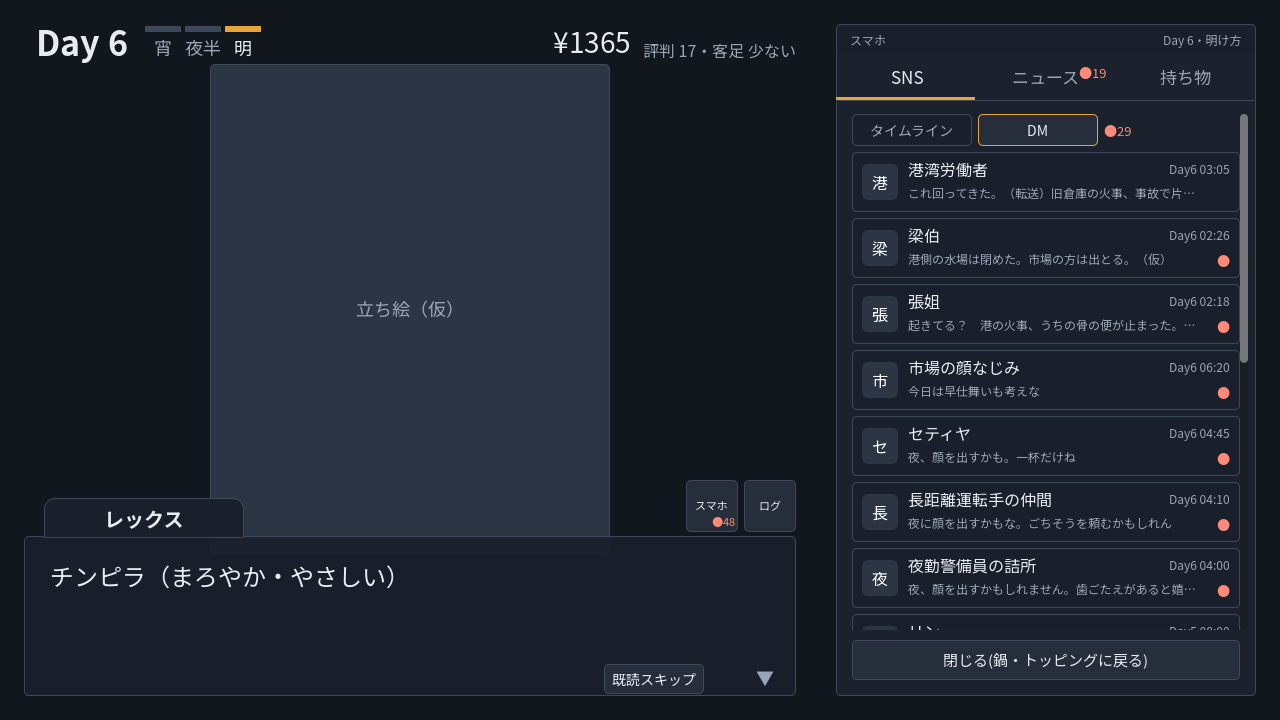 Day 6
宵 夜半 明
¥1365
評判 17・客足 少ない
立ち絵（仮）
スマホ
48
ログ
レックス
チンピラ（まろやか・やさしい）
既読スキップ
▼
スマホ
Day 6・明け方
SNS
ニュース
19
持ち物
タイムライン
DM
29
港
港湾労働者
Day6 03:05
これ回ってきた。（転送）旧倉庫の火事、事故で片…
梁
梁伯
Day6 02:26
港側の水場は閉めた。市場の方は出とる。（仮）
張
張姐
Day6 02:18
起きてる？　港の火事、うちの骨の便が止まった。…
市
市場の顔なじみ
Day6 06:20
今日は早仕舞いも考えな
セ
セティヤ
Day6 04:45
夜、顔を出すかも。一杯だけね
長
長距離運転手の仲間
Day6 04:10
夜に顔を出すかもな。ごちそうを頼むかもしれん
夜
夜勤警備員の詰所
Day6 04:00
夜、顔を出すかもしれません。歯ごたえがあると嬉…
閉じる(鍋・トッピングに戻る)